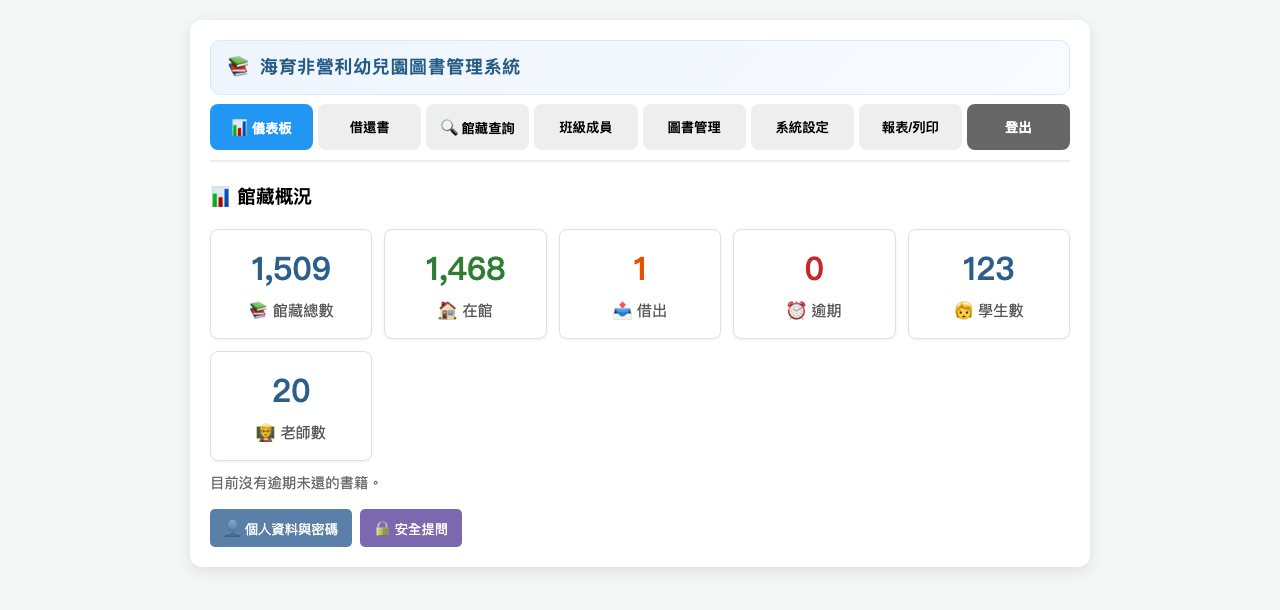 海育非營利幼兒園圖書管理系統
儀表板 借還書 館藏查詢 班級成員 圖書管理 系統設定 報表/列印 登出
館藏概況
1,509 1,468 1 0 123
館藏總數 在館 借出 逾期 學生數
20
老師數
目前沒有逾期未還的書籍。
個人資料與密碼 安全提問